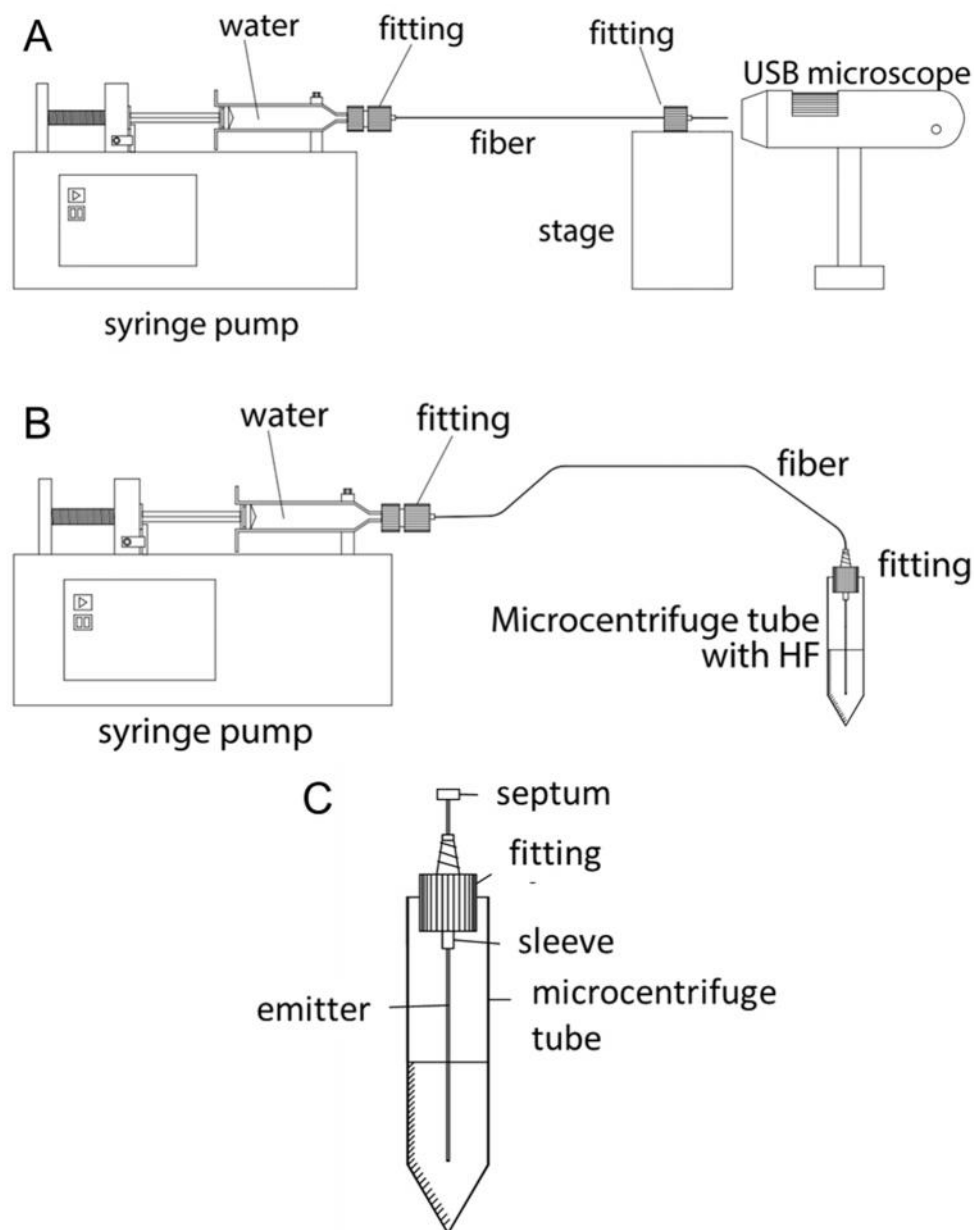 A
water
fitting
fitting
USB microscope
fiber
stage
syringe pump
B
water
fitting
fiber
fitting
Microcentrifuge tube
with HF
syringe pump
C
septum
fitting
sleeve
emitter
microcentrifuge
tube